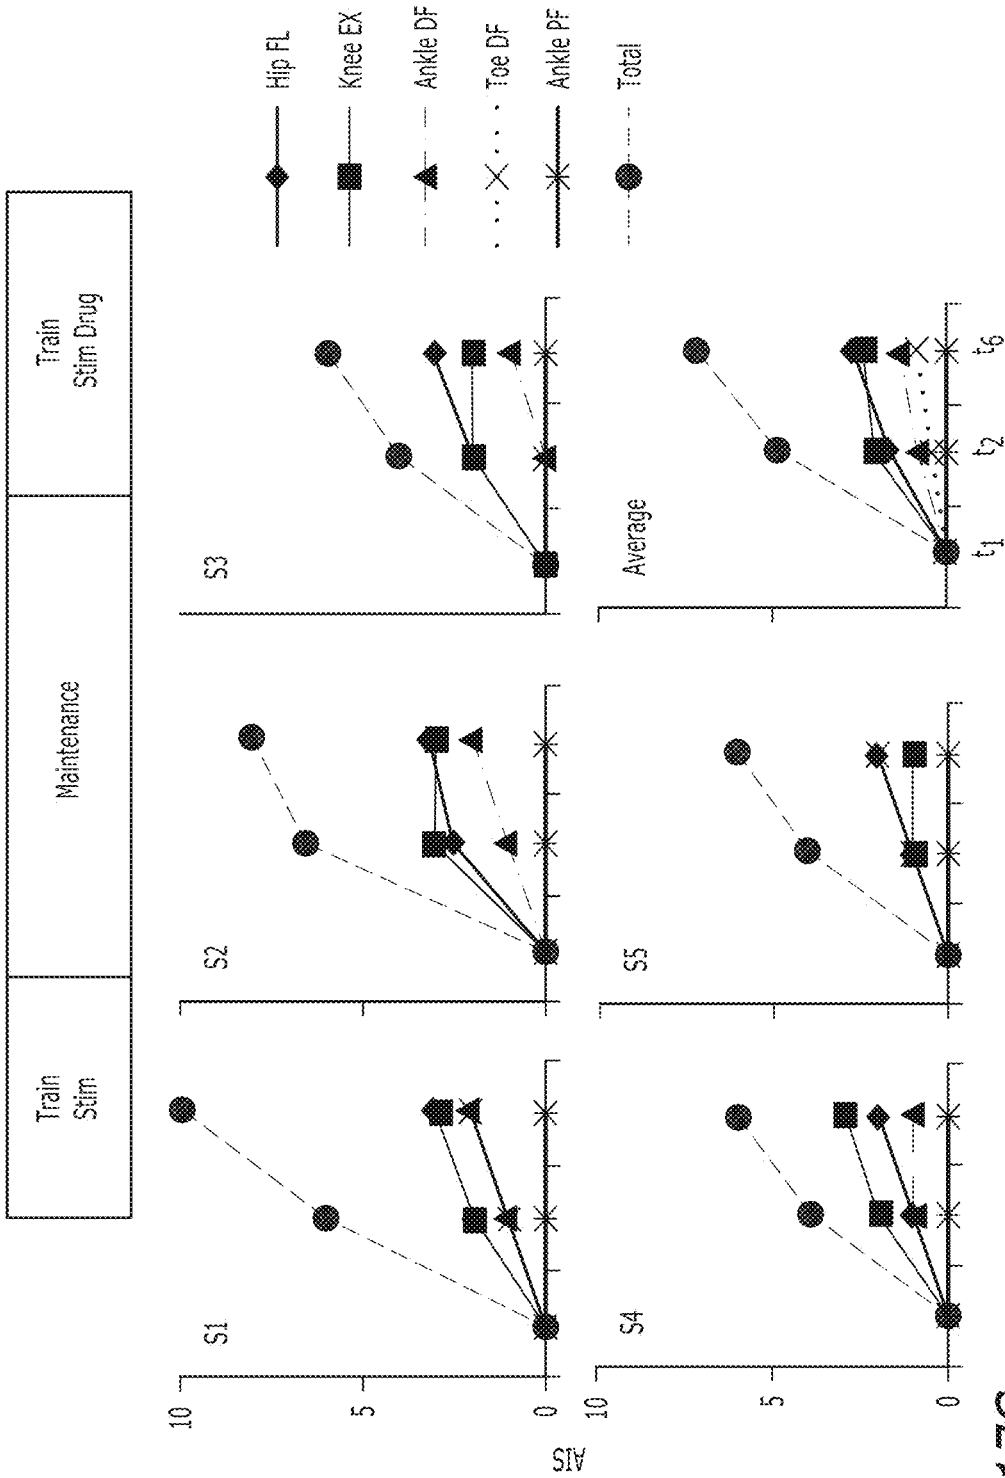 Train
Stim
Maintenance
Train
Stim Drug
S1
S2
S3
10
5
0
AIS
S4
S5
Average
10
5
0
t1
t2
t6
Hip FL
Knee EX
Ankle DF
Toe DF
Ankle PF
Total